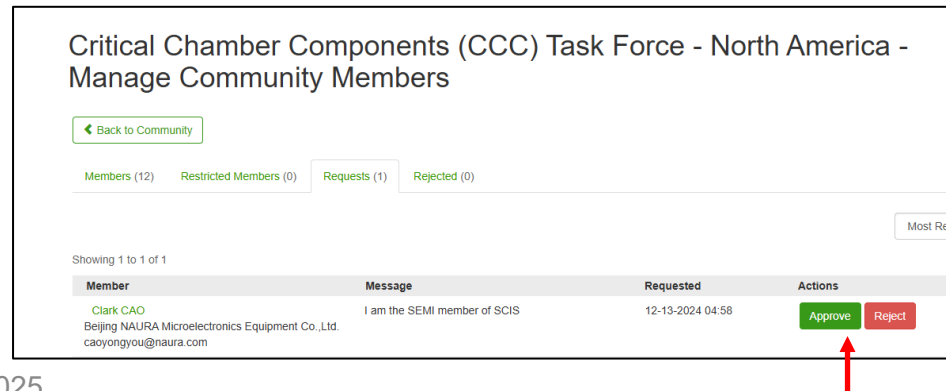 Critical Chamber Components (CCC) Task Force - North America -
Manage Community Members
Back to Community
Members (12) Restricted Members (0) Requests (1) Rejected (0)
Most Re
Showing 1 to 1 of 1
Member Message Requested Actions
Clark CAO I am the SEMI member of SCIS 12-13-2024 04:58 Approve Reject
Beijing NAURA Microelectronics Equipment Co.,Ltd.
caoyongyou@naura.com
025